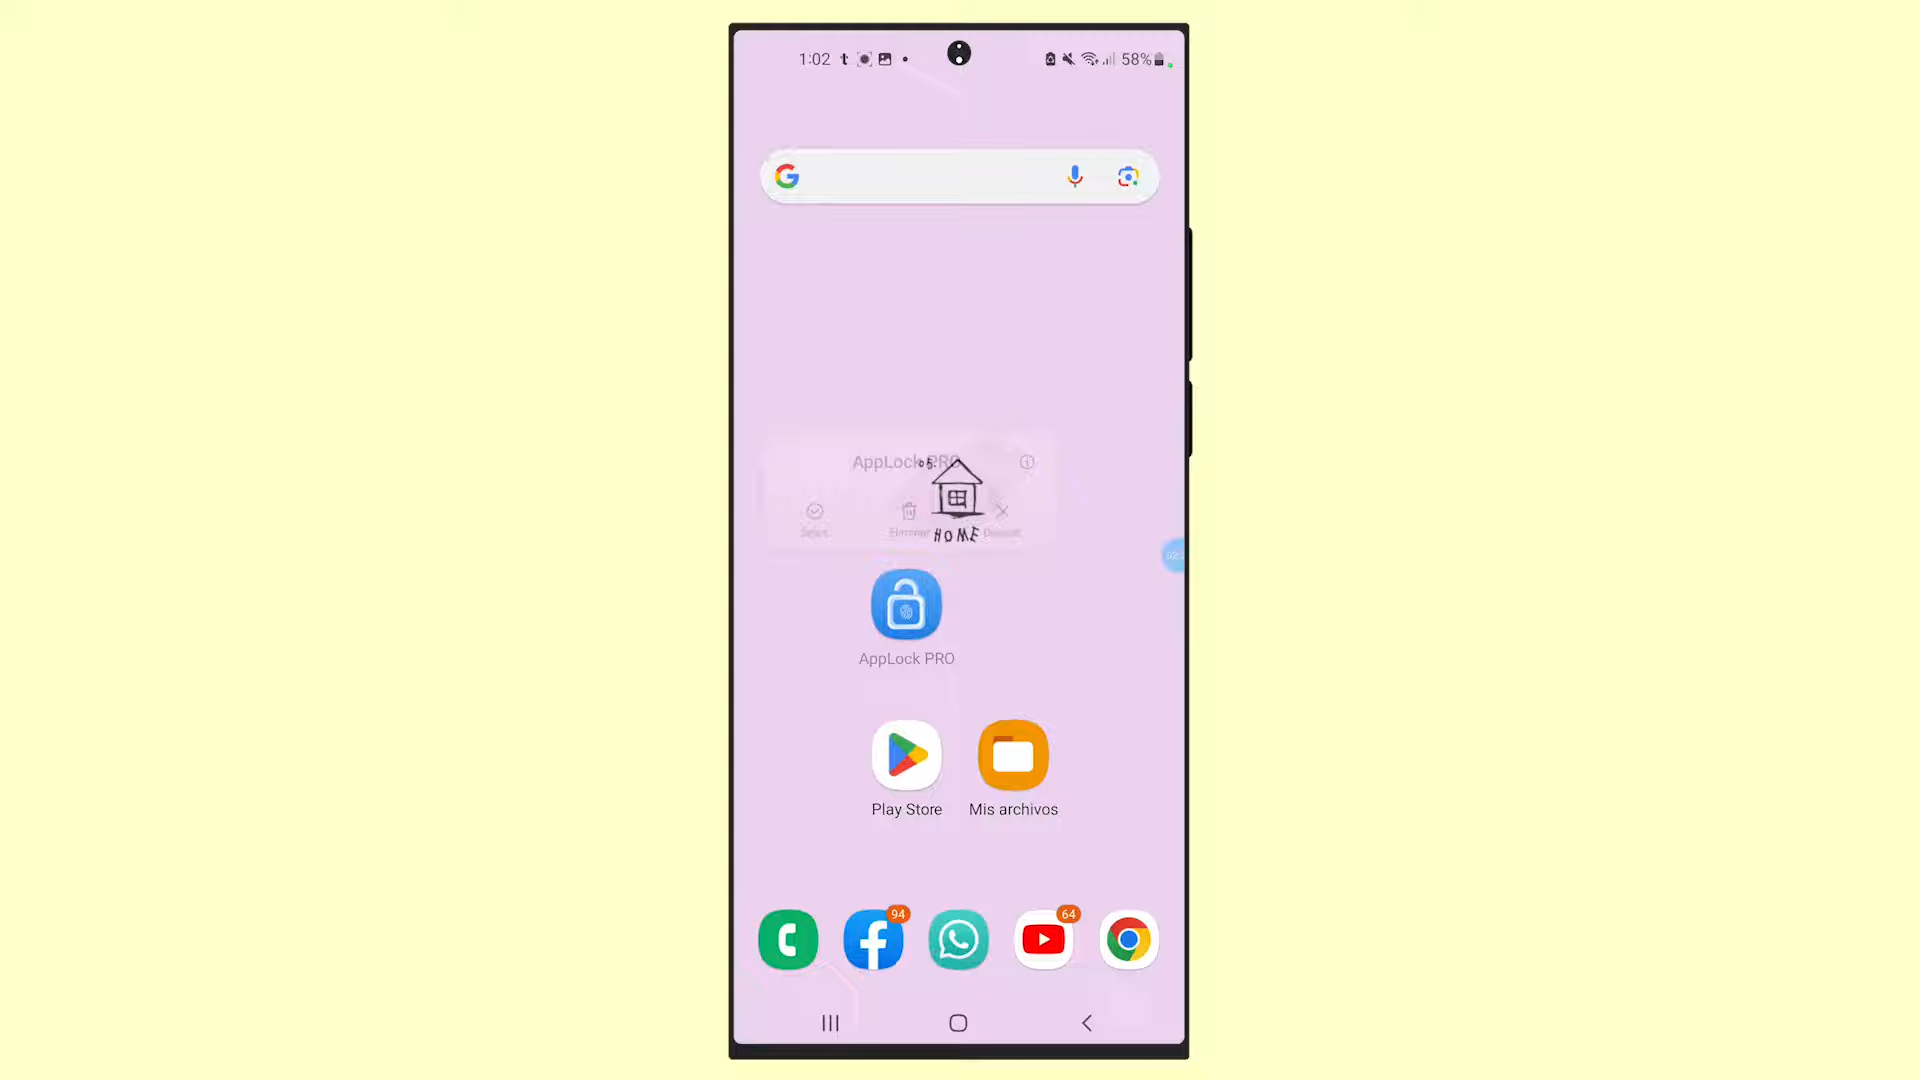 1:02
58%
AppLock PRO
HOME
AppLock PRO
Play Store
Mis archivos
94
64